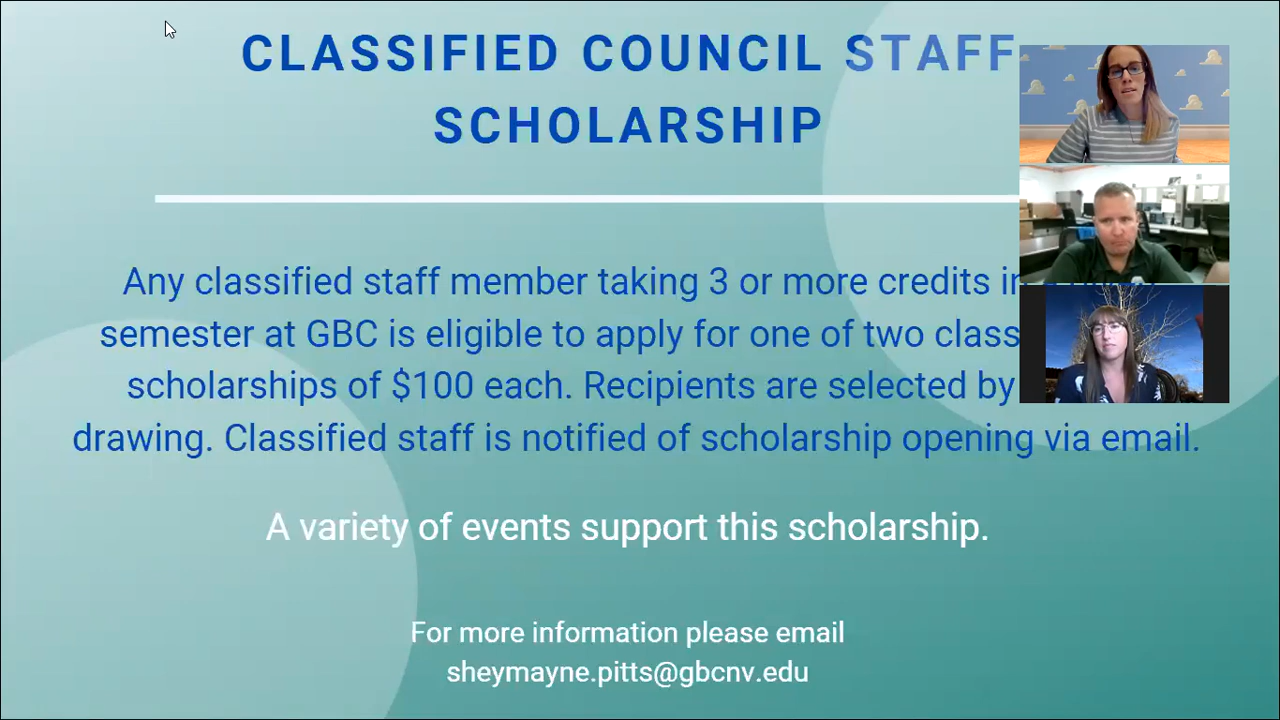 CLASSIFIED COUNCIL STAFF
SCHOLARSHIP
Any classified staff member taking 3 or more credits in
semester at GBC is eligible to apply for one of two
scholarships of $100 each. Recipients are selected by
drawing. Classified staff is notified of scholarship opening via email.
A variety of events support this scholarship.
For more information please email
sheymayne.pitts@gbcnv.edu